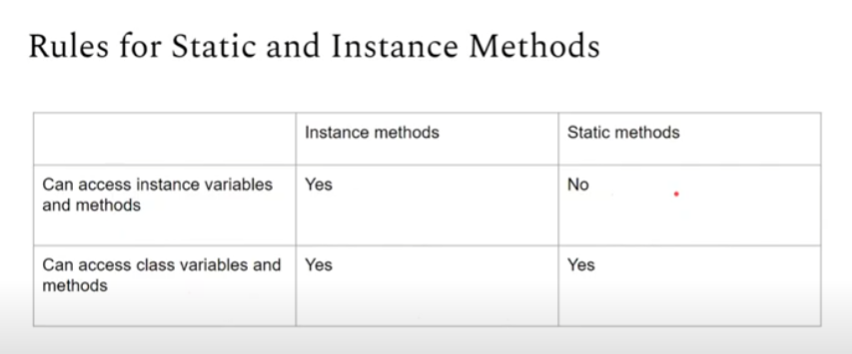 Rules for Static and Instance Methods
Instance methods
Static methods
Can access instance variables
and methods
Yes
No
Can access class variables and
methods
Yes
Yes